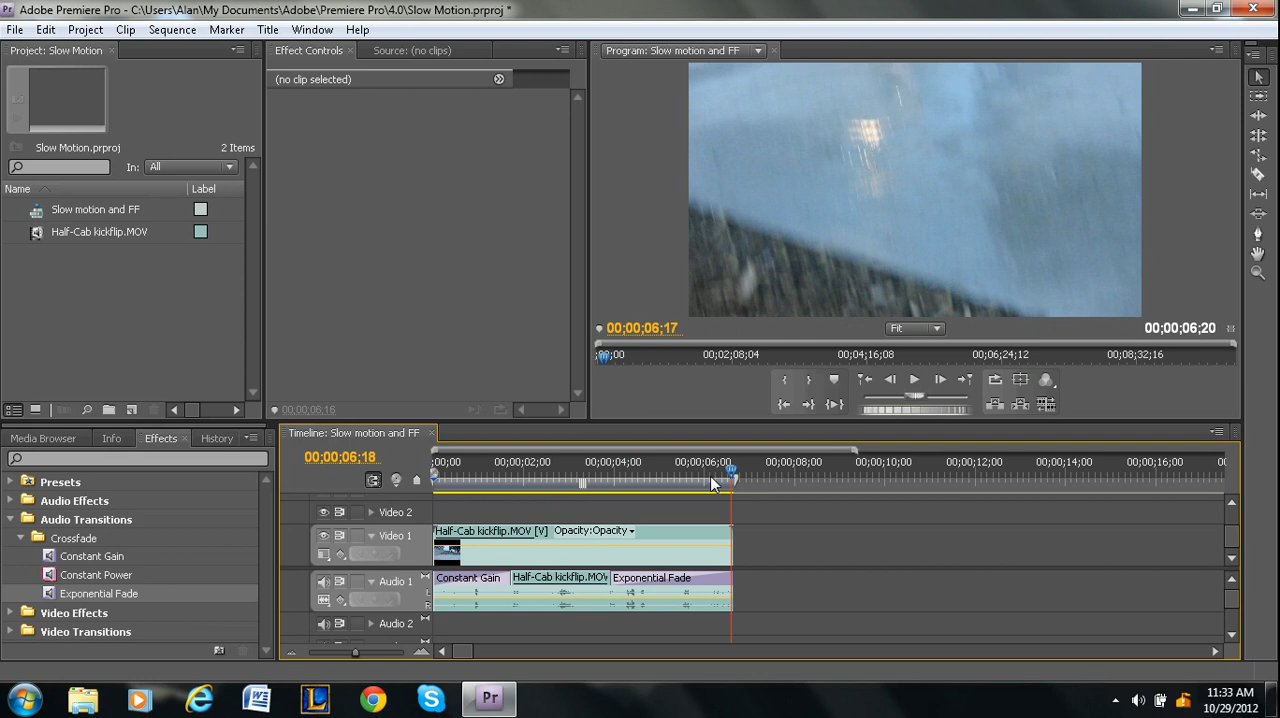 Adobe Premiere Pro - C:\Users\Alan\My Documents\Adobe\Premiere Pro\4.0\Slow Motion.prproj *
File Edit Project Clip Sequence Marker Title Window Help
Project: Slow Motion
Effect Controls
Source: (no clips)
Program: Slow motion and FF
(no clip selected)
Slow Motion.prproj
2 Items
In: All
Name
Label
Slow motion and FF
Half-Cab kickflip.MOV
00;00;06;17
Fit
00;00;06;20
;00;00
00;02;08;04
00;04;16;08
00;06;24;12
00;08;32;16
00;00;06;16
Media Browser
Info
Effects
History
Presets
Audio Effects
Audio Transitions
Crossfade
Constant Gain
Constant Power
Exponential Fade
Video Effects
Video Transitions
Timeline: Slow motion and FF
00;00;06;18
;00;00
00;00;02;00
00;00;04;00
00;00;06;00
00;00;08;00
00;00;10;00
00;00;12;00
00;00;14;00
00;00;16;00
00
Video 2
Video 1
Half-Cab kickflip.MOV [V] Opacity:Opacity
Audio 1
L
R
Constant Gain
Half-Cab kickflip.MOV
Exponential Fade
Audio 2
W
L
S
Pr
11:33 AM
10/29/2012